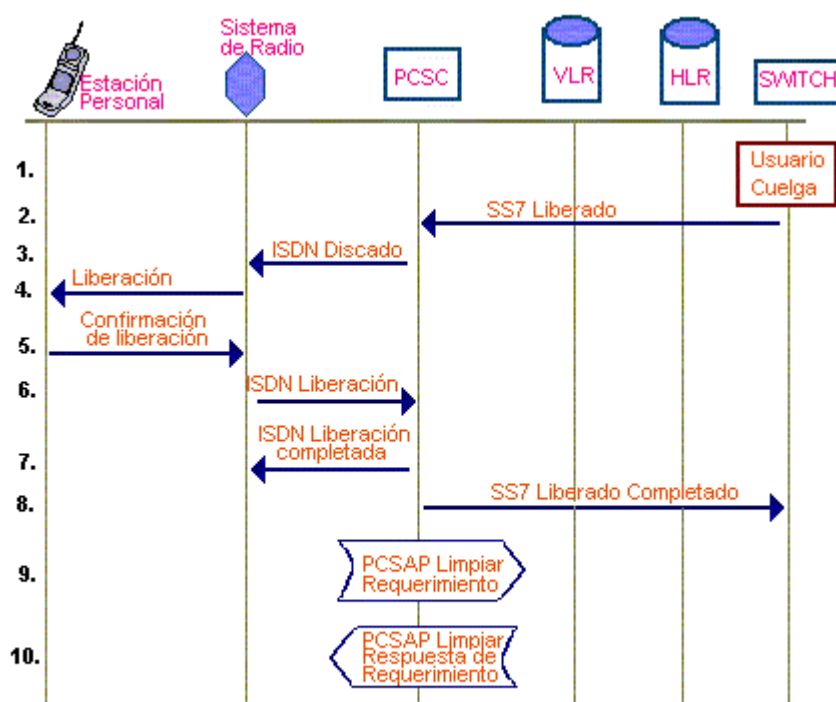 Estación
Personal
Sistema
de Radio
PCSC
VLR
HLR
SWITCH
1.
Usuario
Cuelga
2.
SS7 Liberado
3.
ISDN Discado
4.
Liberación
5.
Confirmación
de liberación
6.
ISDN Liberación
7.
ISDN Liberación
completada
8.
SS7 Liberado Completado
9.
PCSAP Limpiar
Requerimiento
10.
PCSAP Limpiar
Respuesta de
Requerimiento